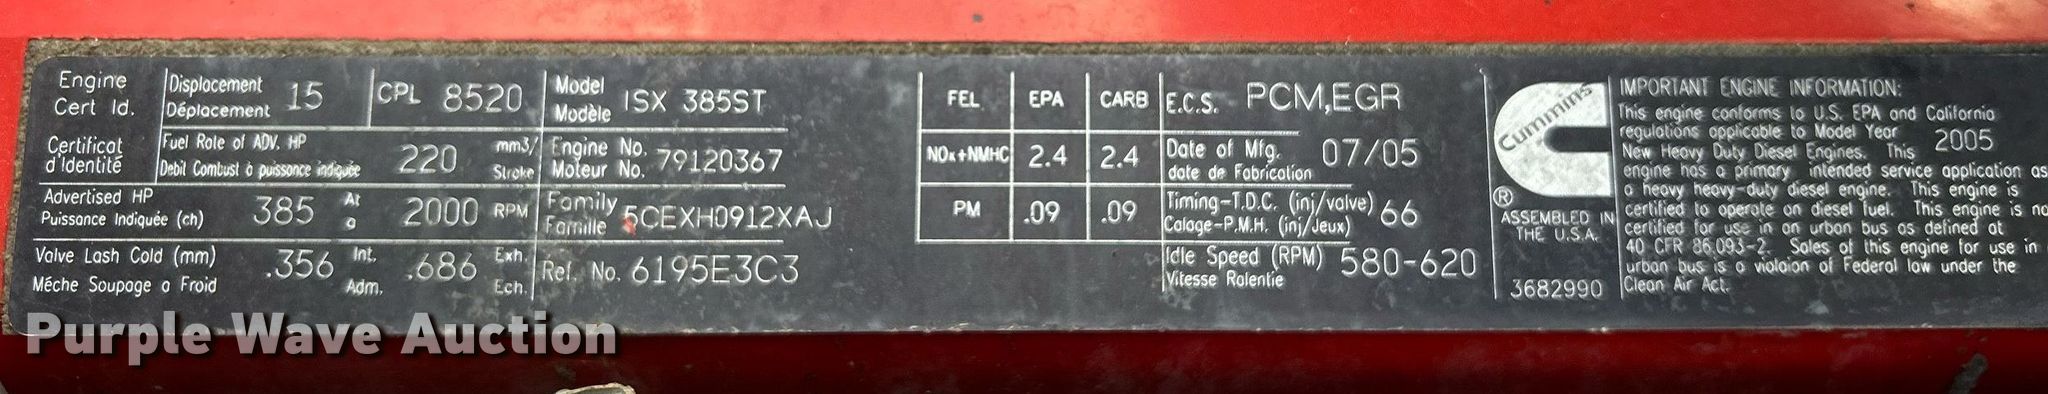 Engine
Cert Id.
Certificat
d'Identité
Displacement
Déplacement
15
CPL 8520
Model
Modèle
ISX 385ST
Fuel Rate of ADV. HP
Debit Combust à puissance indiquée
220
mm3/
Stroke
Engine No.
Moteur No.
79120367
Advertised HP
Puissance Indiquée (ch)
385
At
a
2000
RPM
Family
Famille
5CEXH0912XAJ
Valve Lash Cold (mm)
Méche Soupage a Froid
.356
Int.
Adm.
.686
Exh.
Ech.
Ref. No. 6195E3C3
FEL EPA CARB
NOx+NMHC 2.4 2.4
PM .09 .09
E.C.S. PCM,EGR
Date of Mfg.
date de Fabrication
07/05
Timing-T.D.C. (inj/valve)
Calage-P.M.H. (inj/Jeux)
66
Idle Speed (RPM)
Vitesse Ralentie
580-620
Cummins
®
ASSEMBLED IN
THE U.S.A.
3682990
IMPORTANT ENGINE INFORMATION:
This engine conforms to U.S. EPA and California
regulations applicable to Model Year 2005
New Heavy Duty Diesel Engines. This
engine has a primary intended service application as
a heavy heavy-duty diesel engine. This engine is
certified to operate on diesel fuel. This engine is no
certified for use in an urban bus as defined at
40 CFR 86.093-2. Sales of this engine for use in
urban bus is a violaion of Federal law under the
Clean Air Act.
Purple Wave Auction